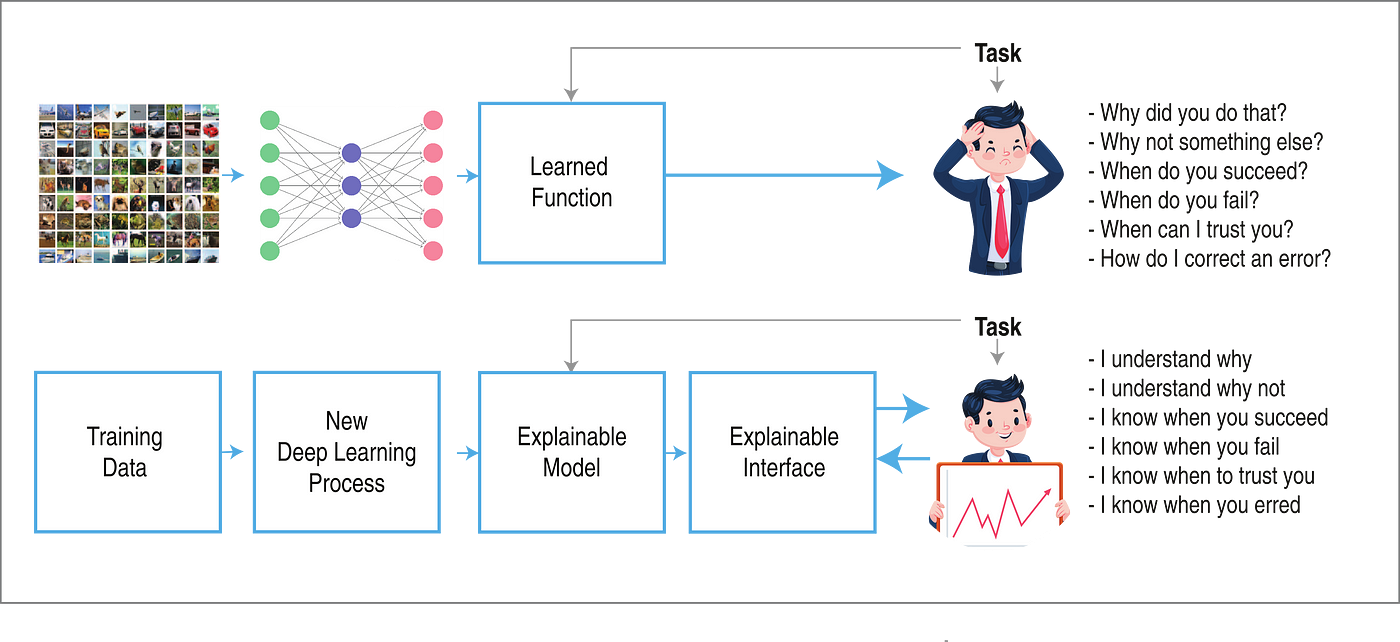 Task
Learned
Function
- Why did you do that?
- Why not something else?
- When do you succeed?
- When do you fail?
- When can I trust you?
- How do I correct an error?
Task
Training
Data
New
Deep Learning
Process
Explainable
Model
Explainable
Interface
- I understand why
- I understand why not
- I know when you succeed
- I know when you fail
- I know when to trust you
- I know when you erred